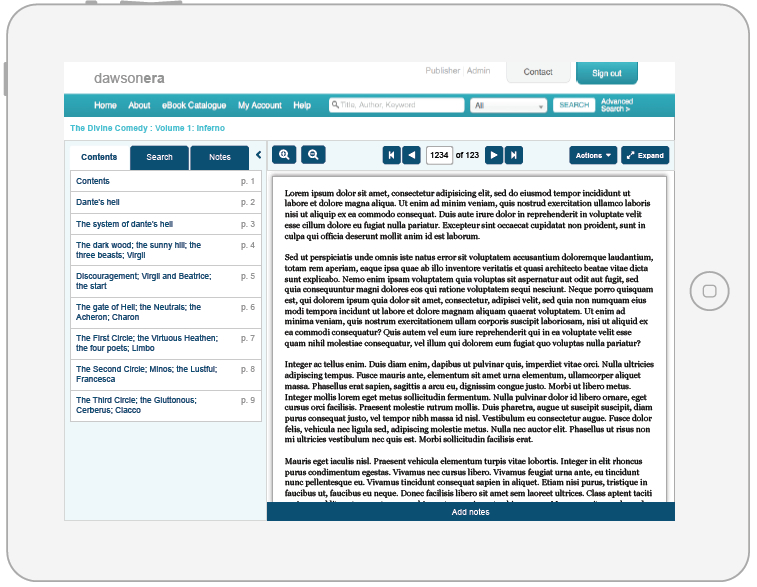 Publisher Admin
Contact
Sign out
dawsonera
Home About eBook Catalogue My Account Help
Title, Author, Keyword
All
SEARCH
Advanced
Search >
The Divine Comedy : Volume 1: Inferno
Contents Search Notes
1234 of 123
Actions
Expand
Contents p. 1
Dante's hell p. 2
The system of dante's hell p. 3
The dark wood; the sunny hill; the p. 4
three beasts; Virgil
Discouragement; Virgil and Beatrice; p. 5
the start
The gate of Hell; the Neutrals; the p. 6
Acheron; Charon
The First Circle; the Virtuous Heathen; p. 7
the four poets; Limbo
The Second Circle; Minos; the Lustful; p. 8
Francesca
The Third Circle; the Gluttonous; p. 9
Cerberus; Ciacco
Lorem ipsum dolor sit amet, consectetur adipisicing elit, sed do eiusmod tempor incididunt ut
labore et dolore magna aliqua. Ut enim ad minim veniam, quis nostrud exercitation ullamco laboris
nisi ut aliquip ex ea commodo consequat. Duis aute irure dolor in reprehenderit in voluptate velit
esse cillum dolore eu fugiat nulla pariatur. Excepteur sint occaecat cupidatat non proident, sunt in
culpa qui officia deserunt mollit anim id est laborum.
Sed ut perspiciatis unde omnis iste natus error sit voluptatem accusantium doloremque laudantium,
totam rem aperiam, eaque ipsa quae ab illo inventore veritatis et quasi architecto beatae vitae dicta
sunt explicabo. Nemo enim ipsam voluptatem quia voluptas sit aspernatur aut odit aut fugit, sed
quia consequuntur magni dolores eos qui ratione voluptatem sequi nesciunt. Neque porro quisquam
est, qui dolorem ipsum quia dolor sit amet, consectetur, adipisci velit, sed quia non numquam eius
modi tempora incidunt ut labore et dolore magnam aliquam quaerat voluptatem. Ut enim ad
minima veniam, quis nostrum exercitationem ullam corporis suscipit laboriosam, nisi ut aliquid ex
ea commodi consequatur? Quis autem vel eum iure reprehenderit qui in ea voluptate velit esse
quam nihil molestiae consequatur, vel illum qui dolorem eum fugiat quo voluptas nulla pariatur?
Integer ac tellus enim. Duis diam enim, dapibus ut pulvinar quis, imperdiet vitae orci. Nulla ultricies
adipiscing tempus. Fusce mauris ante, elementum sit amet urna elementum, ullamcorper aliquet
massa. Phasellus erat sapien, sagittis a arcu eu, dignissim congue justo. Morbi ut libero metus.
Integer mollis lorem eget metus sollicitudin fermentum. Nulla pulvinar dolor id libero ornare, eget
cursus orci facilisis. Praesent molestie rutrum mollis. Duis pharetra, augue ut suscipit suscipit, diam
purus consequat justo, vel tempor nibh massa id nisl. Vestibulum eu consectetur augue. Fusce dolor
felis, vehicula nec ligula sed, adipiscing molestie metus. Nulla nec auctor elit. Phasellus ut risus non
mi ultricies vestibulum nec quis est. Morbi sollicitudin facilisis erat.
Mauris eget iaculis nisl. Praesent vehicula elementum turpis vitae lobortis. Integer in elit rhoncus
purus condimentum egestas. Vivamus nec cursus libero. Vivamus feugiat urna ante, eu tincidunt
nunc pellentesque eu. Vivamus tincidunt consequat sapien in aliquet. Etiam nisi purus, tristique in
faucibus ut, faucibus eu neque. Donec facilisis libero sit amet sem laoreet ultrices. Class aptent taciti
Add notes